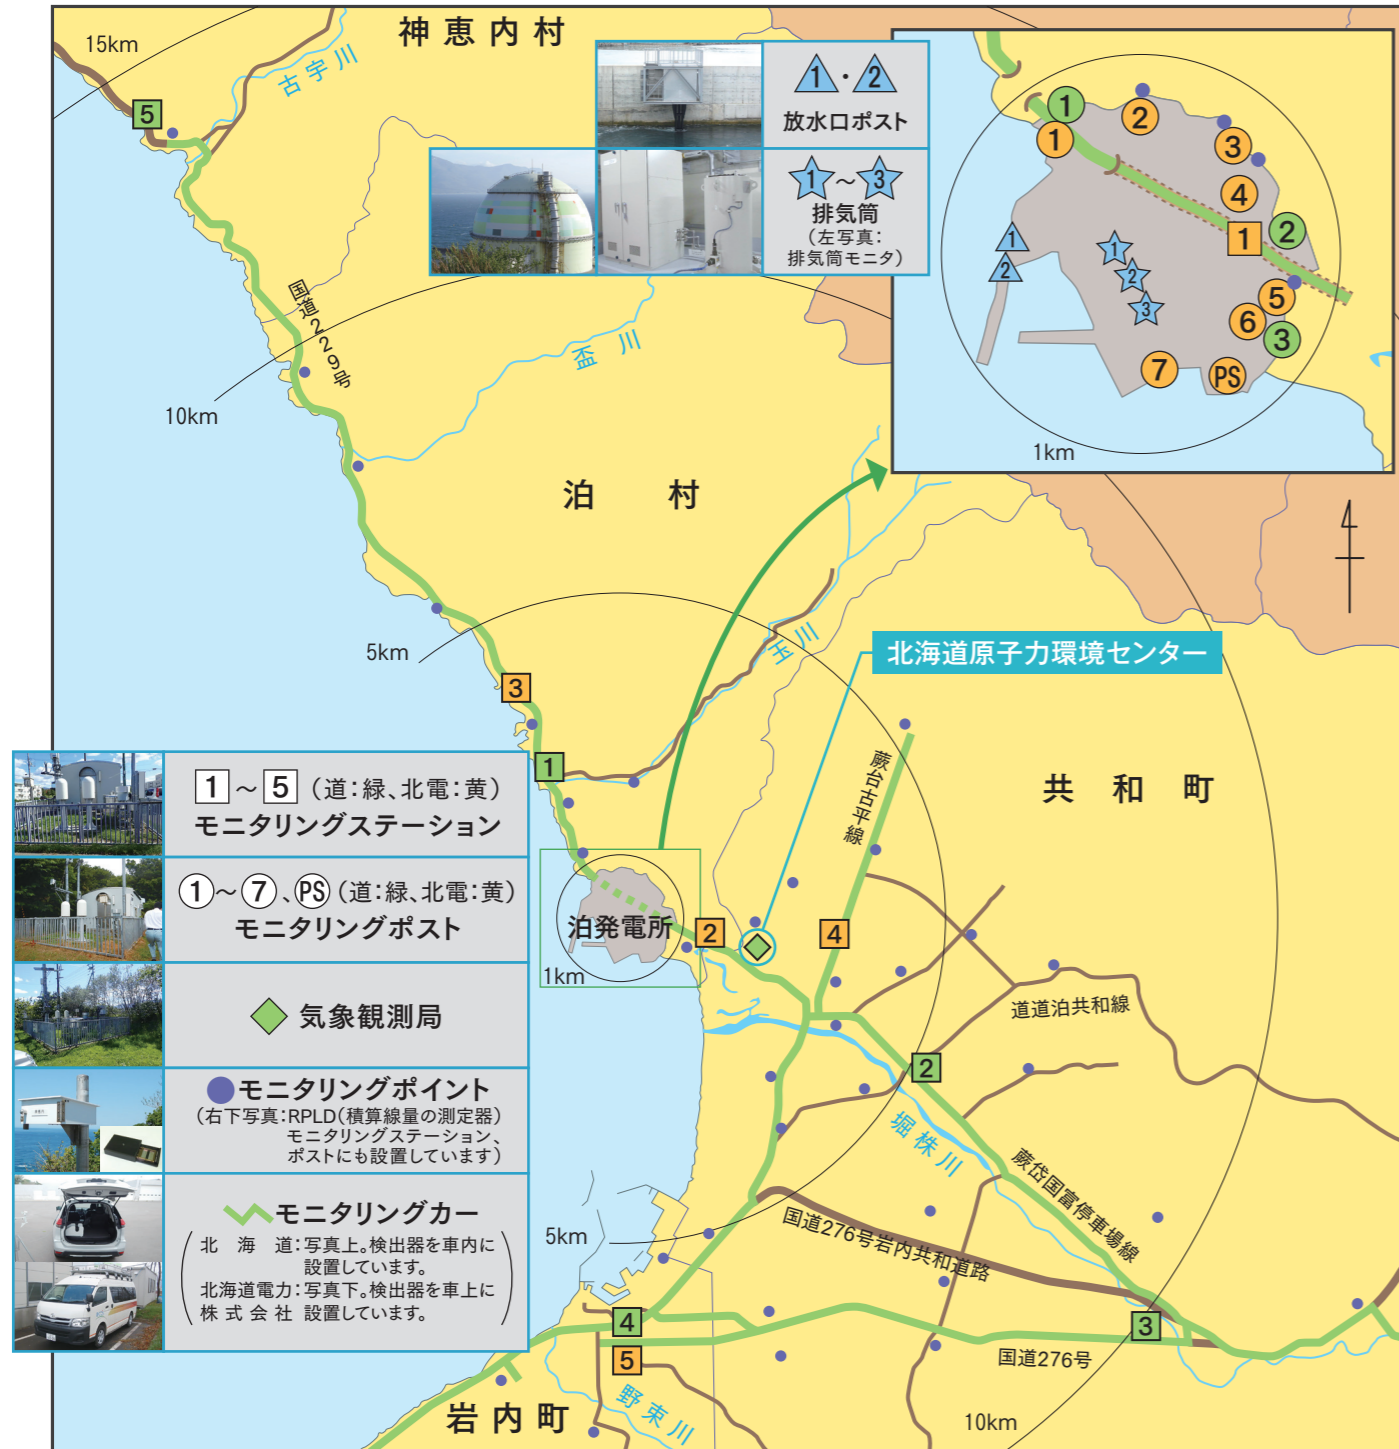 15km
神恵内村
古宇川
5
1・2
放水口ポスト
1～3
排気筒
（左写真：
排気筒モニタ）
1
1
2
3
4
1
2
1
2
1
2
3
5
6
3
7
PS
1km
国道229号
盃川
10km
泊村
5km
玉川
北海道原子力環境センター
3
1
蕨台古平線
共和町
1～5（道：緑、北電：黄）
モニタリングステーション
1～7、PS（道：緑、北電：黄）
モニタリングポスト
気象観測局
モニタリングポイント
（右下写真：RPLD（積算線量の測定器）
モニタリングステーション、
ポストにも設置しています）
モニタリングカー
北海道：写真上。検出器を車内に
設置しています。
北海道電力：写真下。検出器を車上に
株式会社 設置しています。
泊発電所
1km
2
4
道道泊共和線
2
堀株川
蕨岱国富停車場線
国道276号岩内共和道路
5km
4
3
5
国道276号
野束川
岩内町
10km